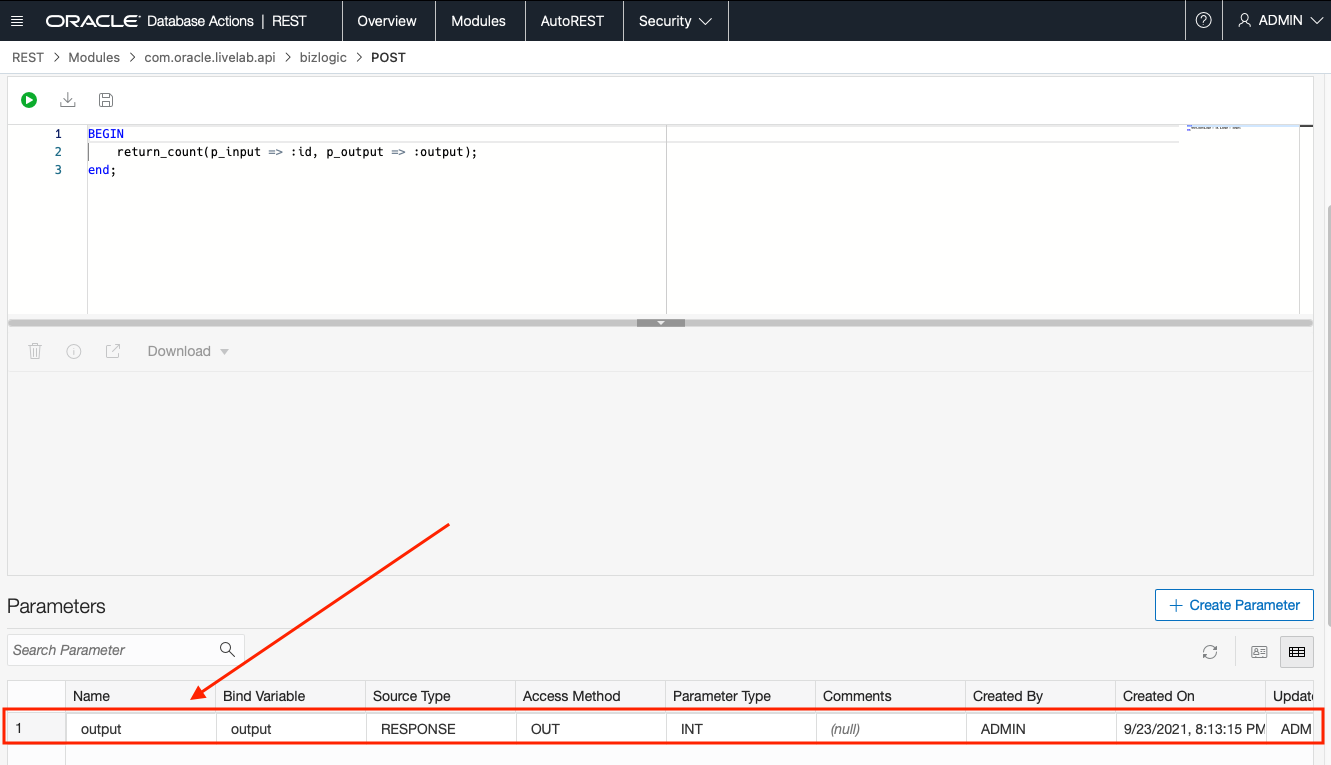 ORACLE Database Actions | REST Overview Modules AutoREST Security ADMIN
REST > Modules > com.oracle.livelab.api > bizlogic > POST
1 BEGIN
2 return_count(p_input => :id, p_output => :output);
3 end;
Download
Parameters
+ Create Parameter
Search Parameter
Name Bind Variable Source Type Access Method Parameter Type Comments Created By Created On Updat
1 output output RESPONSE OUT INT (null) ADMIN 9/23/2021, 8:13:15 PM ADM